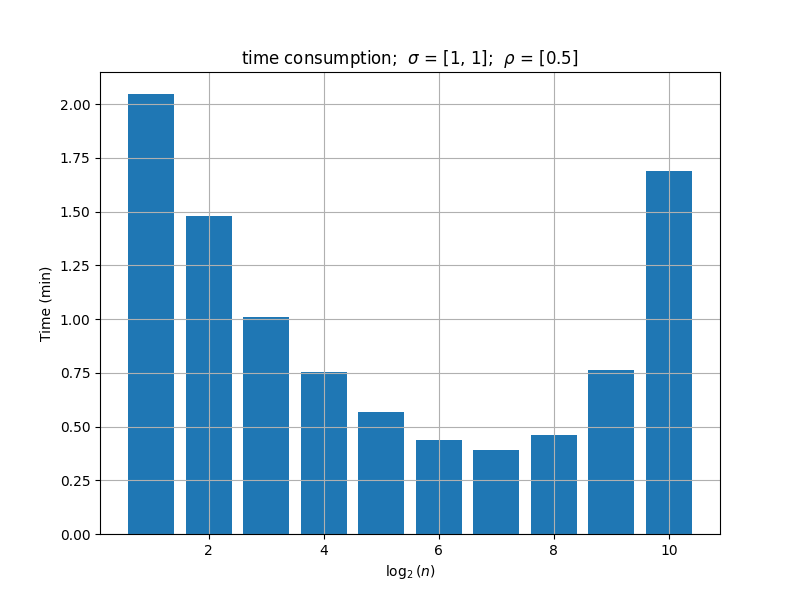 time consumption; σ = [1, 1]; ρ = [0.5]
2.00
1.75
1.50
1.25
1.00
0.75
0.50
0.25
0.00
Time (min)
2 4 6 8 10
log₂(n)